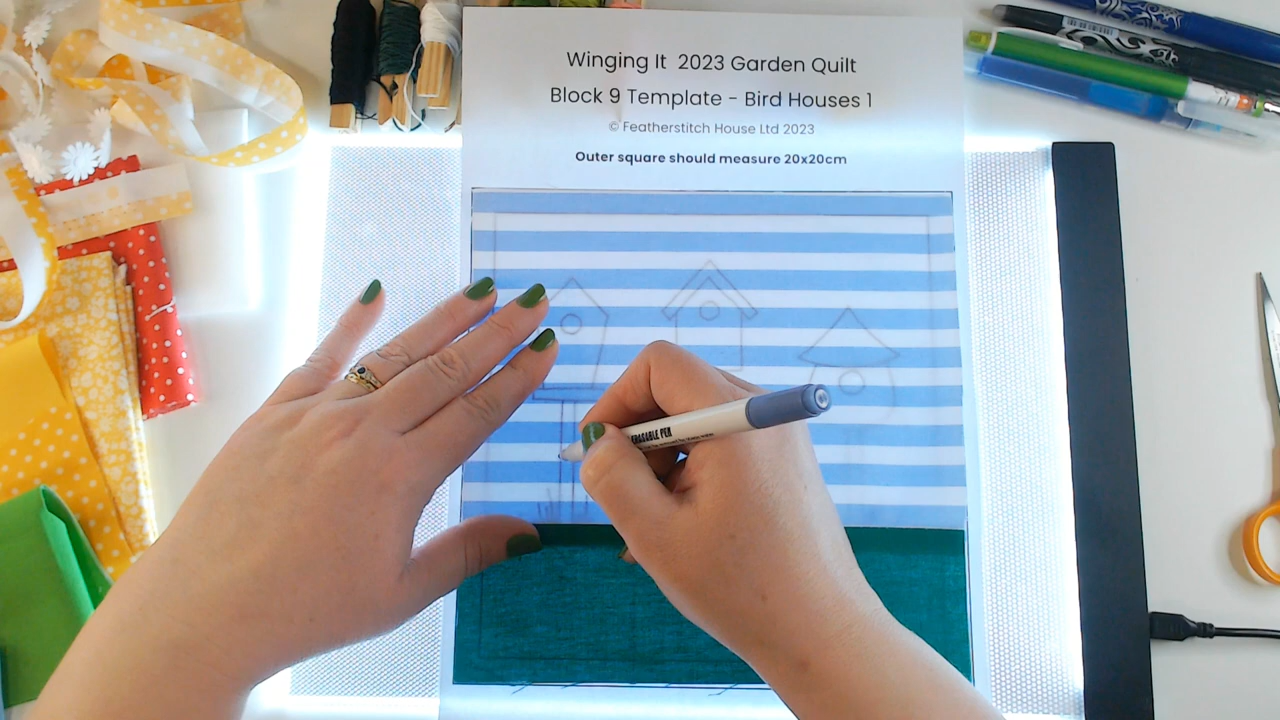 Winging It 2023 Garden Quilt
Block 9 Template - Bird Houses 1
© Featherstitch House Ltd 2023
Outer square should measure 20x20cm
ERASABLE PEN